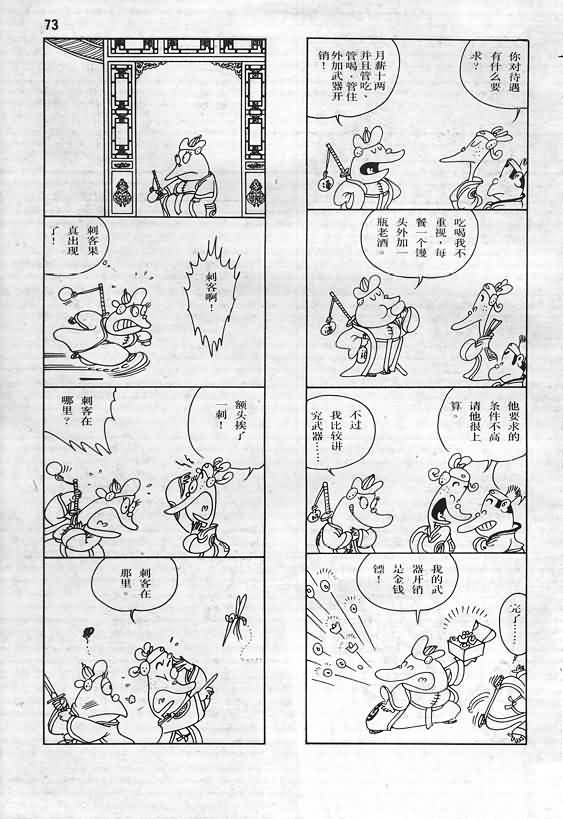 73
你对待遇
有什么要
求?
月薪十两
并且管吃、
管喝,管住
外加武器开
销!
吃喝我不
重视,每
餐一个馒
头外加一
瓶老酒。
他要求的
条件不高
请他很上
算。
不过
我比较讲
究武器……
完了……
我的武
器开销
是金钱
镖!
刺客啊!
刺客果
真出现
了!
额头挨了
一刺!
刺客在
哪里?
刺客在
那里。